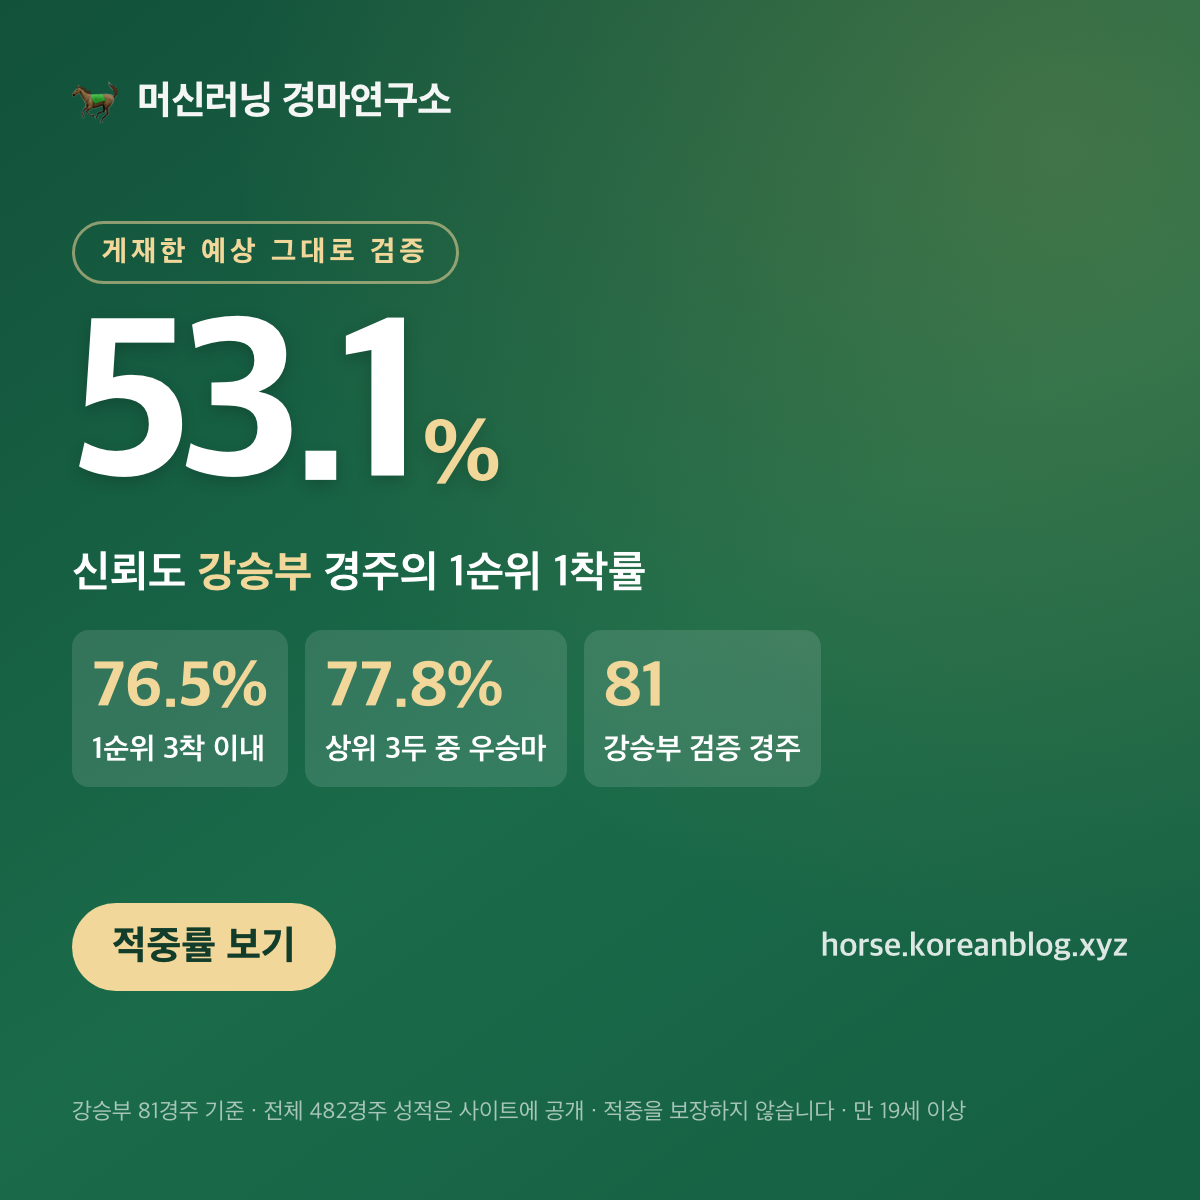 머신러닝 경마연구소
게재한 예상 그대로 검증
53.1%
신뢰도 강승부 경주의 1순위 1착률
76.5%
1순위 3착 이내
77.8%
상위 3두 중 우승마
81
강승부 검증 경주
적중률 보기
horse.koreanblog.xyz
강승부 81경주 기준 · 전체 482경주 성적은 사이트에 공개 · 적중을 보장하지 않습니다 · 만 19세 이상